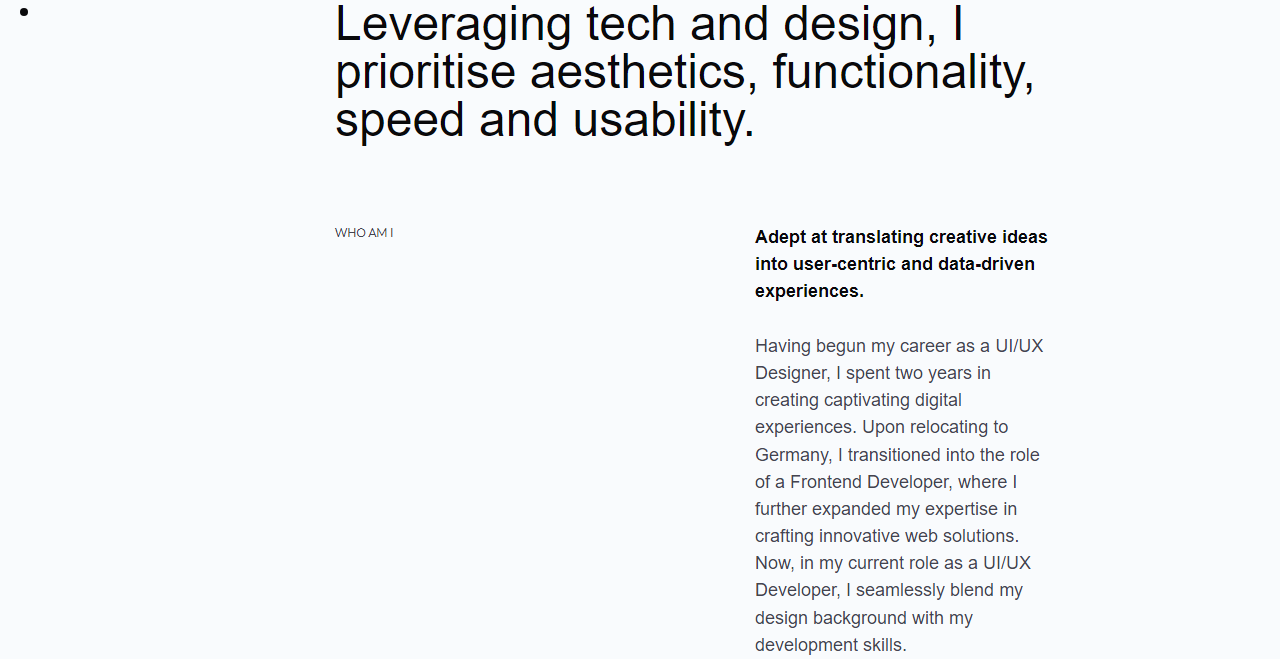 Leveraging tech and design, I
prioritise aesthetics, functionality,
speed and usability.
WHO AM I
Adept at translating creative ideas
into user-centric and data-driven
experiences.
Having begun my career as a UI/UX
Designer, I spent two years in
creating captivating digital
experiences. Upon relocating to
Germany, I transitioned into the role
of a Frontend Developer, where I
further expanded my expertise in
crafting innovative web solutions.
Now, in my current role as a UI/UX
Developer, I seamlessly blend my
design background with my
development skills.